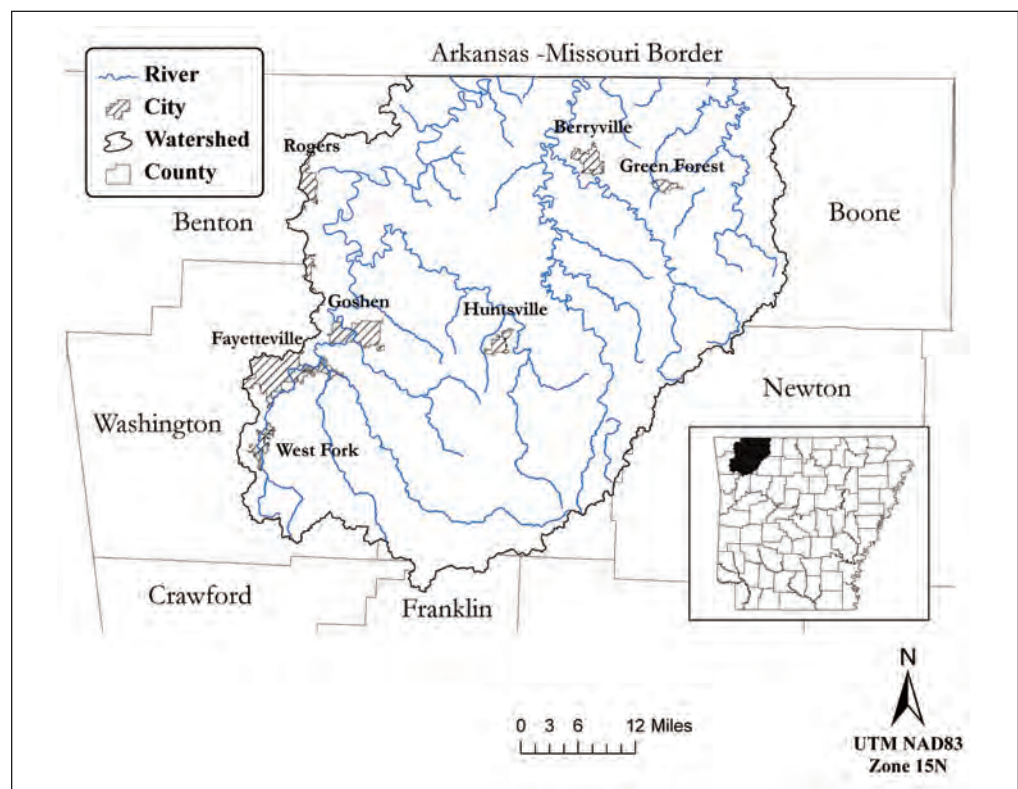 Arkansas -Missouri Border
River
City
Watershed
County
Rogers
Berryville
Green Forest
Benton
Boone
Goshen
Huntsville
Fayetteville
Newton
Washington
West Fork
Crawford
Franklin
0 3 6 12 Miles
N
UTM NAD83
Zone 15N